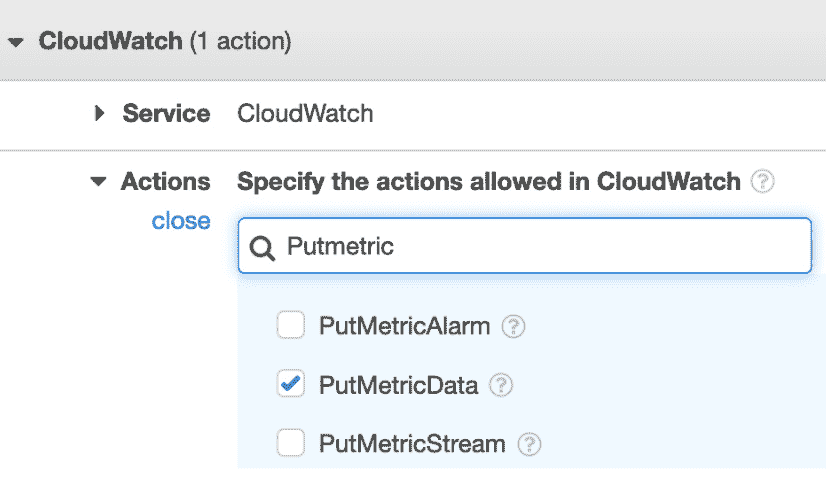 CloudWatch (1 action)
Service CloudWatch
Actions Specify the actions allowed in CloudWatch ?
close
Putmetric
PutMetricAlarm ?
PutMetricData ?
PutMetricStream ?